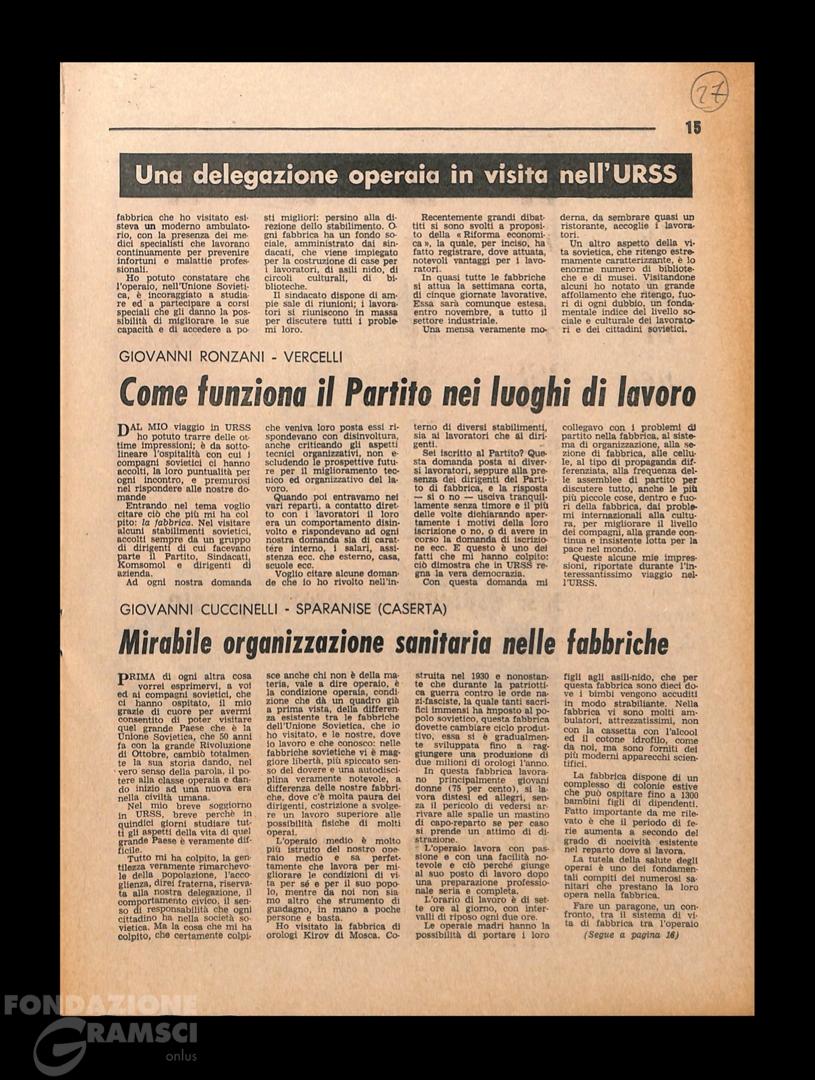 27
15
Una delegazione operaia in visita nell'URSS
fabbrica che ho visitato esi-
steva un moderno ambulato-
rio, con la presenza dei me-
dici specialisti che lavorano
continuamente per prevenire
infortuni e malattie profes-
sionali.
Ho potuto constatare che
l'operaio, nell'Unione Sovieti-
ca, è incoraggiato a studia-
re ed a partecipare a corsi
speciali che gli danno la pos-
sibilità di migliorare le sue
capacità e di accedere a po-
sti migliori: persino alla di-
rezione dello stabilimento. O-
gni fabbrica ha un fondo so-
ciale, amministrato dai sin-
dacati, che viene impiegato
per la costruzione di case per
i lavoratori, di asili nido, di
circoli culturali, di bi-
blioteche.
Il sindacato dispone di am-
pie sale di riunioni; i lavora-
tori si riuniscono in massa
per discutere tutti i proble-
mi loro.
Recentemente grandi dibat-
titi si sono svolti a proposi-
to della «Riforma economi-
ca», la quale, per inciso, ha
fatto registrare, dove attuata,
notevoli vantaggi per i lavo-
ratori.
In quasi tutte le fabbriche
si attua la settimana corta,
di cinque giornate lavorative.
Essa sarà comunque estesa,
entro novembre, a tutto il
settore industriale.
Una mensa veramente mo-
derna, da sembrare quasi un
ristorante, accoglie i lavora-
tori.
Un altro aspetto della vi-
ta sovietica, che ritengo estre-
mamente caratterizzante, è lo
enorme numero di bibliote-
che e di musei. Visitandone
alcuni ho notato un grande
affollamento che ritengo, fuo-
ri di ogni dubbio, un fonda-
mentale indice del livello so-
ciale e culturale dei lavorato-
ri e dei cittadini sovietici.
GIOVANNI RONZANI - VERCELLI
Come funziona il Partito nei luoghi di lavoro
DAL MIO viaggio in URSS
ho potuto trarre delle ot-
time impressioni; è da sotto-
lineare l'ospitalità con cui i
compagni sovietici ci hanno
accolti, la loro puntualità per
ogni incontro, e premurosi
nel rispondere alle nostre do-
mande
Entrando nel tema voglio
citare ciò che più mi ha col
pito: la fabbrica. Nel visitare
alcuni stabilimenti sovietici,
accolti sempre da un gruppo
di dirigenti di cui facevano
parte il Partito, Sindacati,
Komsomol e dirigenti di
azienda.
Ad ogni nostra domanda
che veniva loro posta essi ri-
spondevano con disinvoltura,
anche criticando gli aspetti
tecnici organizzativi, non e-
scludendo le prospettive futu-
re per il miglioramento tec-
nico ed organizzativo del la-
voro.
Quando poi entravamo nei
vari reparti, a contatto diret-
to con i lavoratori il loro
era un comportamento disin-
volto e rispondevano ad ogni
nostra domanda sia di carat-
tere interno, i salari, assi-
stenza ecc. che esterno, casa,
scuole ecc.
Voglio citare alcune doman-
de che io ho rivolto nell'in-
terno di diversi stabilimenti,
sia ai lavoratori che ai diri-
genti.
Sei iscritto al Partito? Que-
sta domanda posta ai diver-
si lavoratori, seppure alla pre-
senza dei dirigenti del Parti-
to di fabbrica, e la risposta
— si o no — usciva tranquil-
lamente senza timore e il più
delle volte dichiarando aper-
tamente i motivi della loro
iscrizione o no, o di avere in
corso la domanda di iscrizio-
ne ecc. E questo è uno dei
fatti che mi hanno colpito;
ciò dimostra che in URSS re-
gna la vera democrazia.
Con questa domanda mi
collegavo con i problemi di
partito nella fabbrica, al siste-
ma di organizzazione, alla se-
zione di fabbrica, alle cellu-
le, al tipo di propaganda dif-
ferenziata, alla frequenza del-
le assemblee di partito per
discutere tutto, anche le più
più piccole cose, dentro e fuo-
ri della fabbrica, dai proble-
mi internazionali alla cultu-
ra, per migliorare il livello
dei compagni, alla grande con-
tinua e insistente lotta per la
pace nel mondo.
Queste alcune mie impres-
sioni, riportate durante l'in-
teressantissimo viaggio nel-
l'URSS.
GIOVANNI CUCCINELLI - SPARANISE (CASERTA)
Mirabile organizzazione sanitaria nelle fabbriche
PRIMA di ogni altra cosa
vorrei esprimervi, a voi
ed ai compagni sovietici, che
ci hanno ospitato, il mio
grazie di cuore per avermi
consentito di poter visitare
quel grande Paese che è la
Unione Sovietica, che 50 anni
fa con la grande Rivoluzione
di Ottobre, cambiò totalmen-
te la sua storia dando, nel
vero senso della parola, il po-
tere alla classe operaia e dan-
do inizio ad una nuova era
nella civiltà umana.
Nel mio breve soggiorno
in URSS, breve perchè in
quindici giorni studiare tut-
ti gli aspetti della vita di quel
grande Paese è veramente dif-
ficile.
Tutto mi ha colpito, la gen-
tilezza veramente rimarchevo-
le della popolazione, l'acco-
glienza, direi fraterna, riserva-
ta alla nostra delegazione, il
comportamento civico, il sen-
so di responsabilità che ogni
cittadino ha nella società so-
vietica. Ma la cosa che mi ha
colpito, che certamente colpi-
sce anche chi non è della ma-
teria, vale a dire operaio, è
la condizione operaia, condi-
zione che dà un quadro già
a prima vista, della differen-
za esistente tra le fabbriche
dell'Unione Sovietica, che io
ho visitato, e le nostre, dove
io lavoro e che conosco: nelle
fabbriche sovietiche vi è mag-
giore libertà, più spiccato sen-
so del dovere e una autodisci-
plina veramente notevole, a
differenza delle nostre fabbri-
che, dove c'è molta paura dei
dirigenti, costrizione a svolge-
re un lavoro superiore alle
possibilità fisiche di molti
operai.
L'operaio medio è molto
più istruito del nostro ope-
raio medio e sa perfet-
tamente che lavora per mi-
gliorare le condizioni di vi-
ta per sé e per il suo popo-
lo, mentre da noi non sia-
mo altro che strumento di
guadagno, in mano a poche
persone e basta.
Ho visitato la fabbrica di
orologi Kirov di Mosca. Co-
struita nel 1930 e nonostan-
te che durante la patriotti-
ca guerra contro le orde na-
zi-fasciste, la quale tanti sacri-
fici immensi ha imposto al po-
polo sovietico, questa fabbrica
dovette cambiare ciclo produt-
tivo, essa si è gradualmen-
te sviluppata fino a rag-
giungere una produzione di
due milioni di orologi l'anno.
In questa fabbrica lavora-
no principalmente giovani
donne (75 per cento), si la-
vora distesi ed allegri, sen-
za il pericolo di vedersi ar-
rivare alle spalle un mastino
di capo-reparto se per caso
si prende un attimo di di-
strazione.
L'operaio lavora con pas-
sione e con una facilità no-
tevole e ciò perché giunge
al suo posto di lavoro dopo
una preparazione professio-
nale seria e completa.
L'orario di lavoro è di set-
te ore al giorno, con inter-
valli di riposo ogni due ore.
Le operaie madri hanno la
possibilità di portare i loro
figli agli asili-nido, che per
questa fabbrica sono dieci do-
ve i bimbi vengono accuditi
in modo strabiliante. Nella
fabbrica vi sono molti am-
bulatori, attrezzatissimi, non
con la cassetta con l'alcool
ed il cotone idrofilo, come
da noi, ma sono forniti dei
più moderni apparecchi scien-
tifici.
La fabbrica dispone di un
complesso di colonie estive
che può ospitare fino a 1300
bambini figli di dipendenti.
Fatto importante da me rile-
vato è che il periodo di fe-
rie aumenta a secondo del
grado di nocività esistente
nel reparto dove si lavora.
La tutela della salute degli
operai è uno dei fondamen-
tali compiti dei numerosi sa-
nitari che prestano la loro
opera nella fabbrica.
Fare un paragone, un con-
fronto, tra il sistema di vi-
ta di fabbrica tra l'operaio
(Segue a pagina 16)
FONDAZIONE
GRAMSCI
onlus